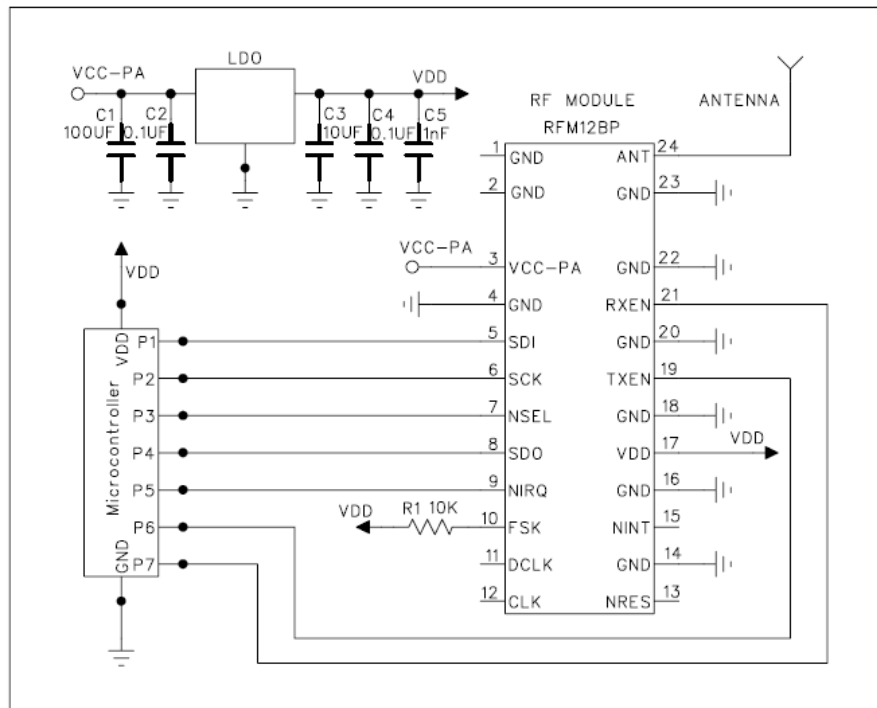 LDO
VCC-PA
VDD
C1
100UF
C2
0.1UF
C3
10UF
C4
0.1UF
C5
1nF
RF MODULE
RFM12BP
ANTENNA
1 GND
2 GND
VCC-PA
3 VCC-PA
4 GND
5 SDI
6 SCK
7 NSEL
8 SDO
9 NIRQ
VDD
R1 10K
10 FSK
11 DCLK
12 CLK
ANT 24
GND 23
GND 22
RXEN 21
GND 20
TXEN 19
GND 18
VDD 17
VDD
GND 16
NINT 15
GND 14
NRES 13
VDD
VDD
Microcontroller
GND
P1
P2
P3
P4
P5
P6
P7